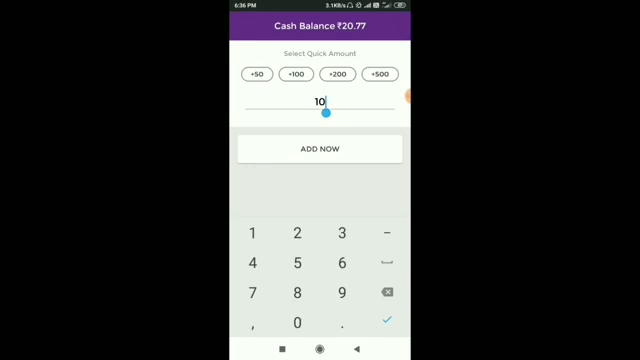 6:36 PM 3.1KB/s
Cash Balance ₹20.77
Select Quick Amount
+50 +100 +200 +500
10
ADD NOW
1 2 3 –
4 5 6
7 8 9
, 0 .